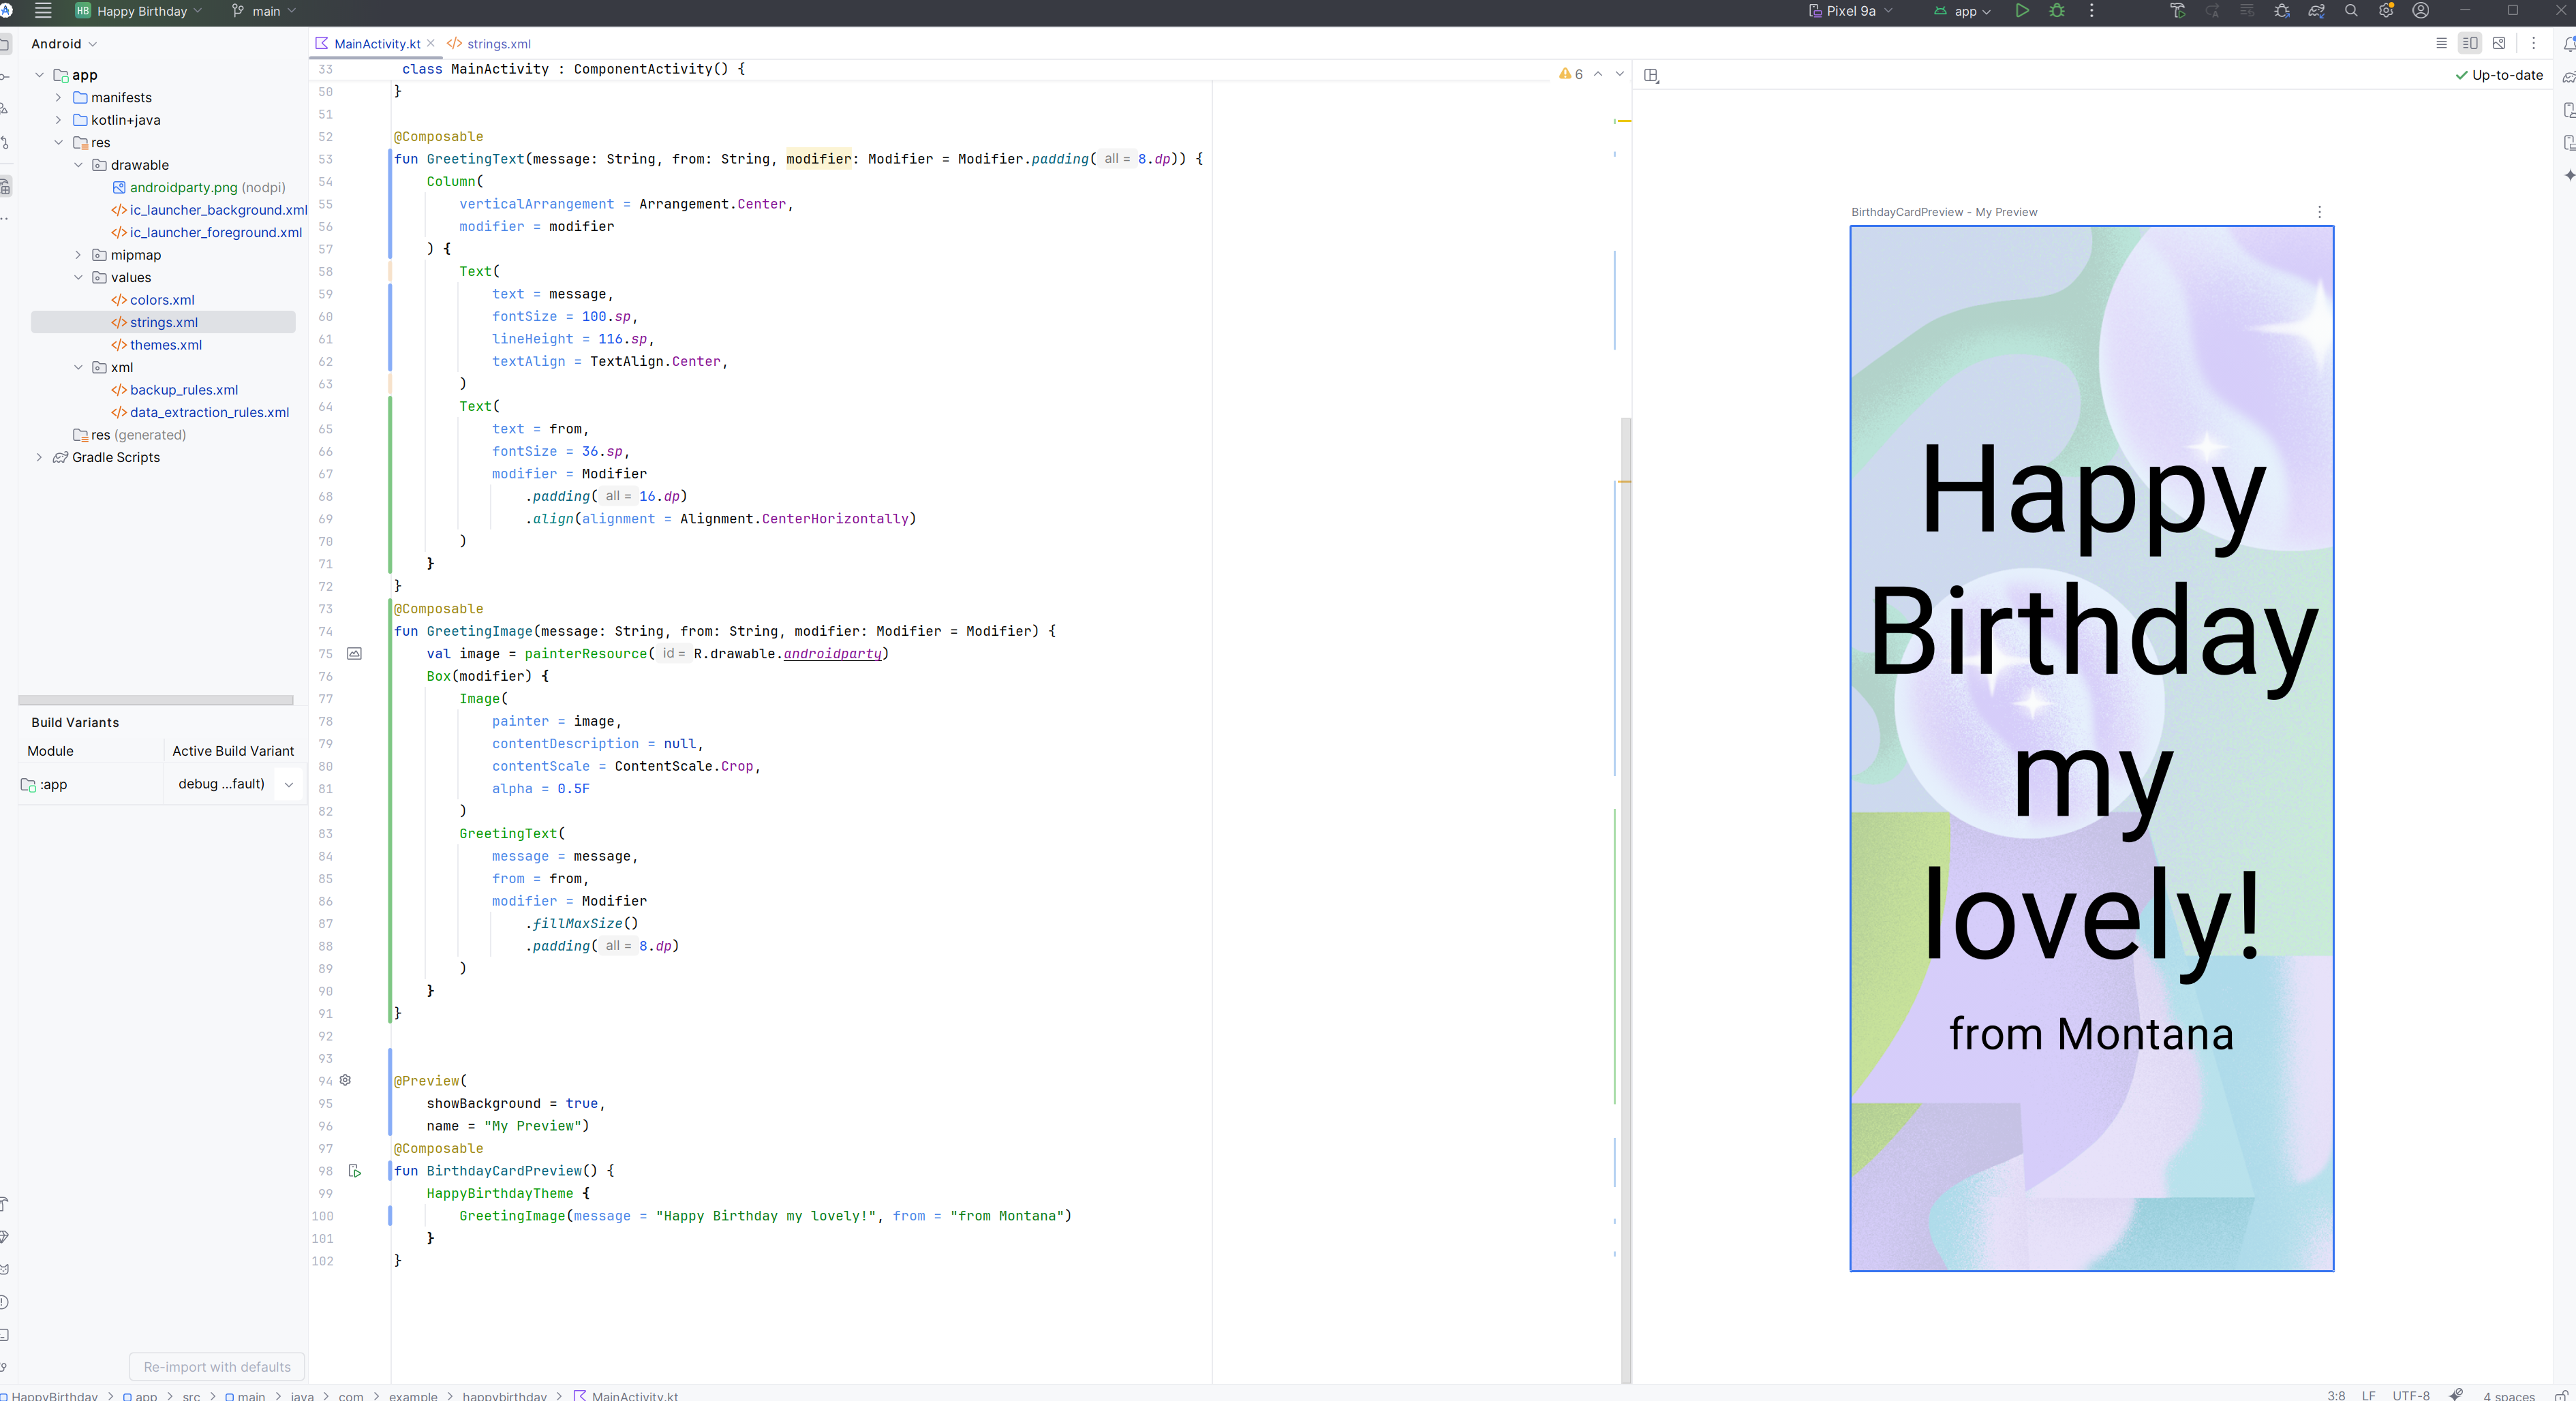 HB Happy Birthday main Pixel 9a app
Android
MainActivity.kt strings.xml
app
manifests
kotlin+java
res
drawable
androidparty.png (nodpi)
ic_launcher_background.xml
ic_launcher_foreground.xml
mipmap
values
colors.xml
strings.xml
themes.xml
xml
backup_rules.xml
data_extraction_rules.xml
res (generated)
Gradle Scripts
Build Variants
Module Active Build Variant
:app debug ...fault)
Re-import with defaults
33 class MainActivity : ComponentActivity() {
6
50 }
51
52 @Composable
53 fun GreetingText(message: String, from: String, modifier: Modifier = Modifier.padding( all = 8.dp)) {
54 Column(
55 verticalArrangement = Arrangement.Center,
56 modifier = modifier
57 ) {
58 Text(
59 text = message,
60 fontSize = 100.sp,
61 lineHeight = 116.sp,
62 textAlign = TextAlign.Center,
63 )
64 Text(
65 text = from,
66 fontSize = 36.sp,
67 modifier = Modifier
68 .padding( all = 16.dp)
69 .align(alignment = Alignment.CenterHorizontally)
70 )
71 }
72 }
73 @Composable
74 fun GreetingImage(message: String, from: String, modifier: Modifier = Modifier) {
75 val image = painterResource( id = R.drawable.androidparty)
76 Box(modifier) {
77 Image(
78 painter = image,
79 contentDescription = null,
80 contentScale = ContentScale.Crop,
81 alpha = 0.5F
82 )
83 GreetingText(
84 message = message,
85 from = from,
86 modifier = Modifier
87 .fillMaxSize()
88 .padding( all = 8.dp)
89 )
90 }
91 }
92
93
94 @Preview(
95 showBackground = true,
96 name = "My Preview")
97 @Composable
98 fun BirthdayCardPreview() {
99 HappyBirthdayTheme {
100 GreetingImage(message = "Happy Birthday my lovely!", from = "from Montana")
101 }
102 }
Up-to-date
BirthdayCardPreview - My Preview
Happy
Birthday
my
lovely!
from Montana
HappyBirthday > app > src > main > java > com > example > happybirthday > MainActivity.kt
3:8 LF UTF-8 4 spaces